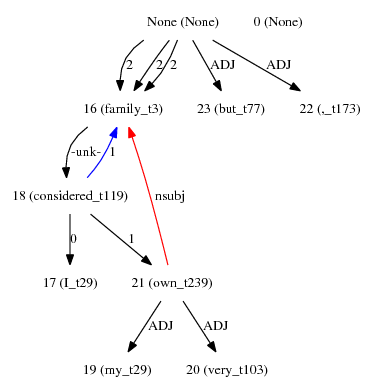 None (None) 0 (None)
2 2 2 ADJ ADJ
16 (family_t3) 23 (but_t77) 22 (,_t173)
-unk- 1
18 (considered_t119) nsubj
0 1
17 (I_t29) 21 (own_t239)
ADJ ADJ
19 (my_t29) 20 (very_t103)